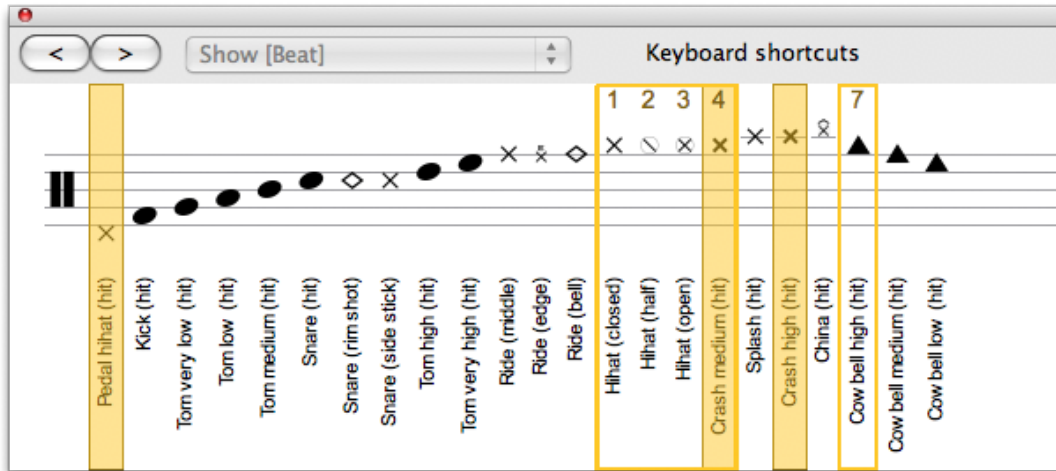 < > Show [Beat] Keyboard shortcuts
1 2 3 4 7
Pedal hihat (hit)
Kick (hit)
Tom very low (hit)
Tom low (hit)
Tom medium (hit)
Snare (hit)
Snare (rim shot)
Snare (side stick)
Tom high (hit)
Tom very high (hit)
Ride (middle)
Ride (edge)
Ride (bell)
Hihat (closed)
Hihat (half)
Hihat (open)
Crash medium (hit)
Splash (hit)
Crash high (hit)
China (hit)
Cow bell high (hit)
Cow bell medium (hit)
Cow bell low (hit)